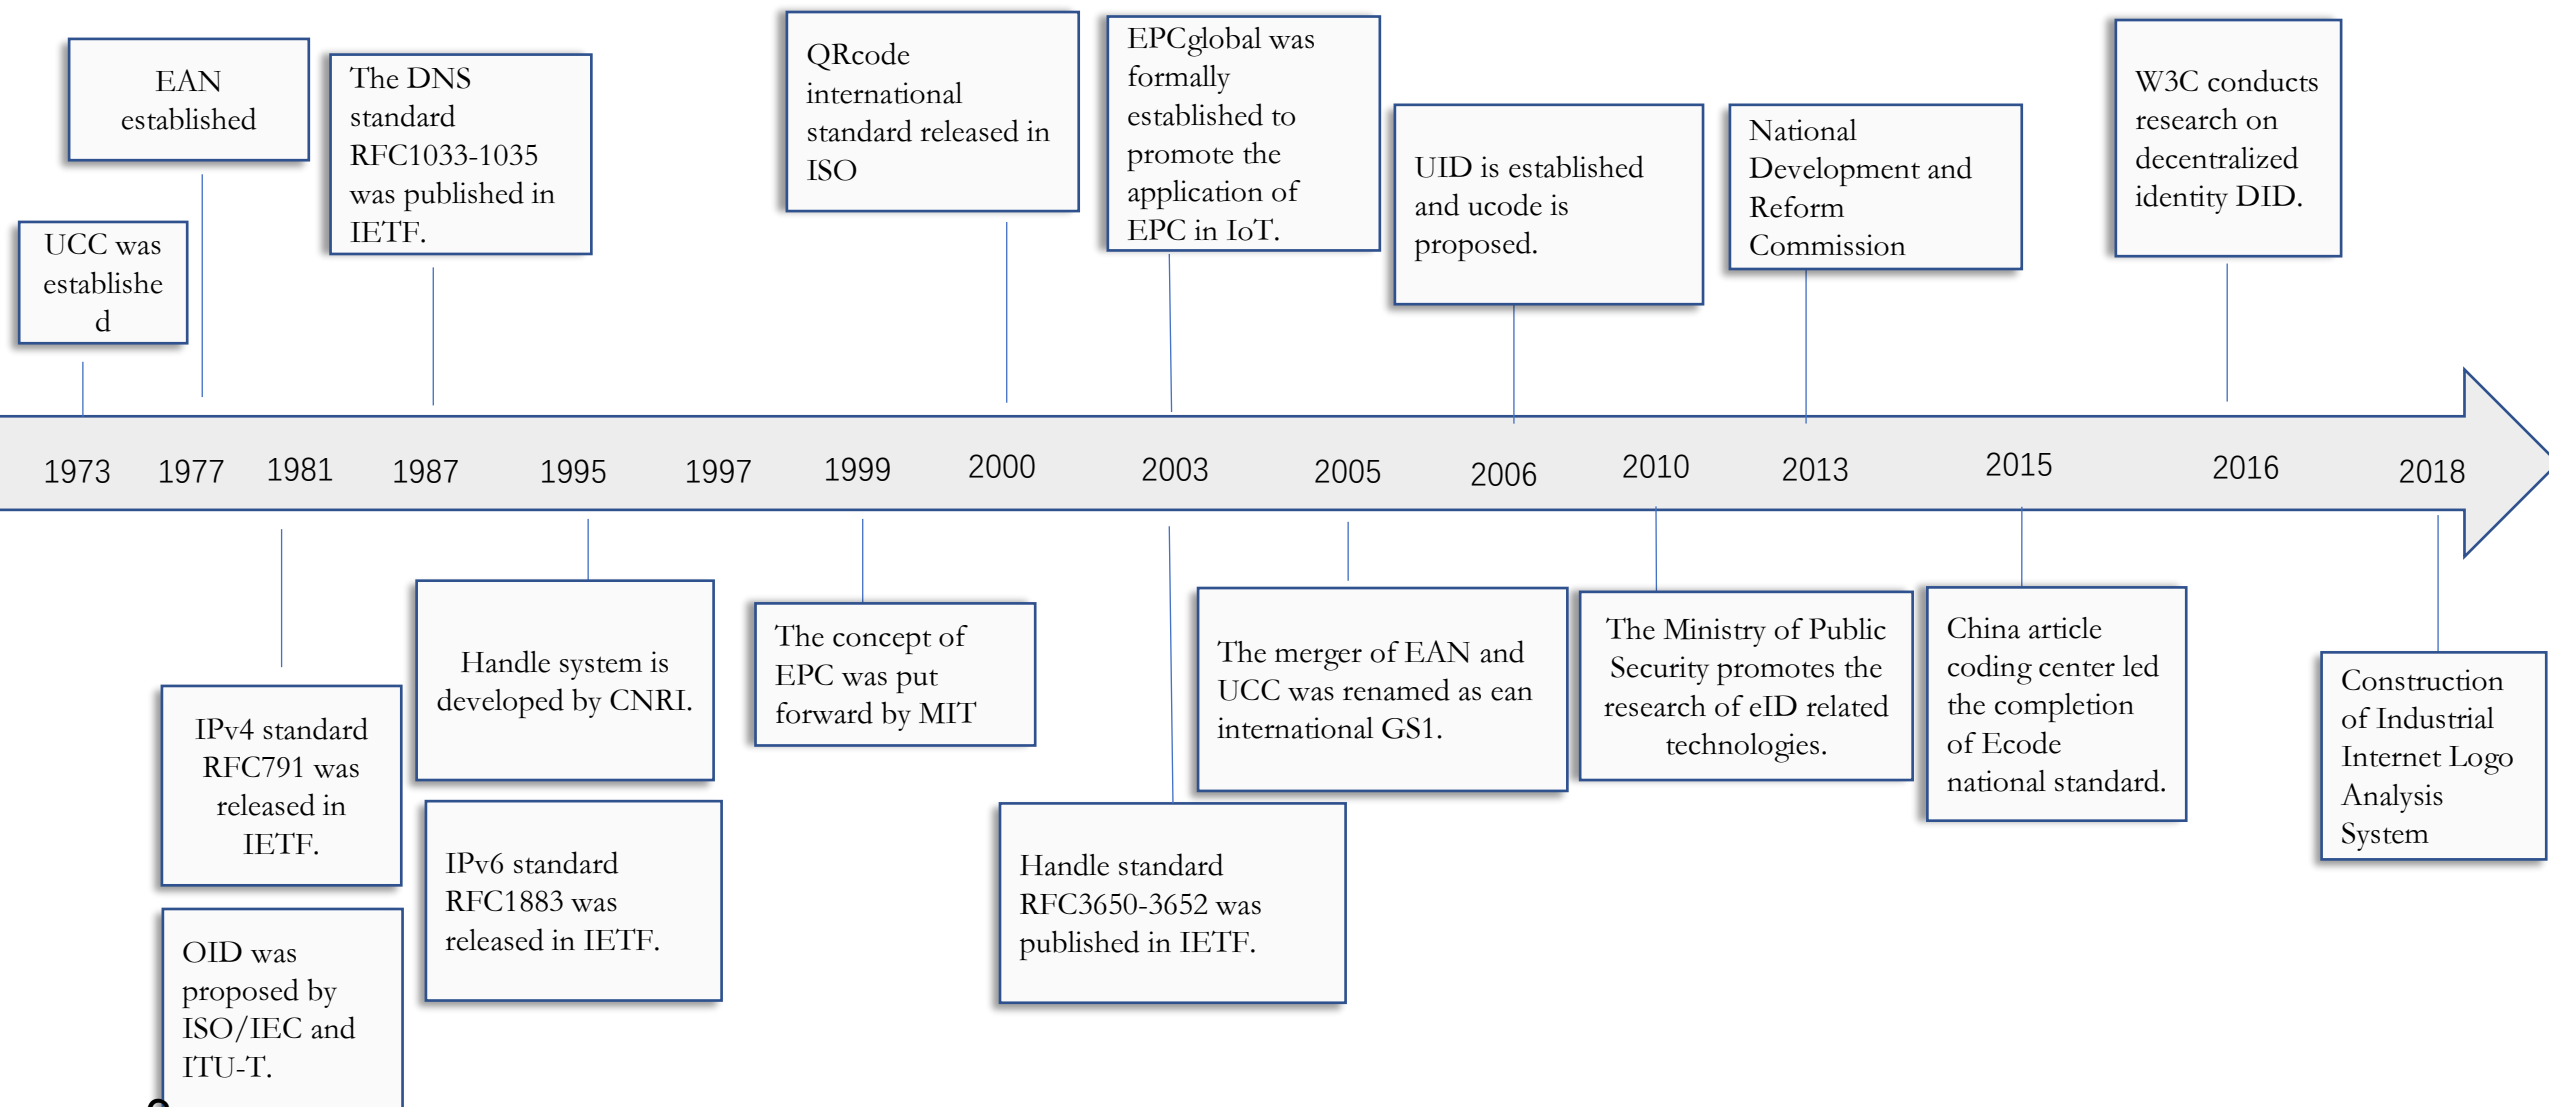 EAN
established
The DNS
standard
RFC1033-1035
was published in
IETF.
UCC was
establishe
d
QRcode
international
standard released in
ISO
EPCglobal was
formally
established to
promote the
application of
EPC in IoT.
UID is established
and ucode is
proposed.
National
Development and
Reform
Commission
W3C conducts
research on
decentralized
identity DID.
1973 1977 1981 1987 1995 1997 1999 2000 2003 2005 2006 2010 2013 2015 2016 2018
IPv4 standard
RFC791 was
released in
IETF.
OID was
proposed by
ISO/IEC and
ITU-T.
Handle system is
developed by CNRI.
IPv6 standard
RFC1883 was
released in IETF.
The concept of
EPC was put
forward by MIT
Handle standard
RFC3650-3652 was
published in IETF.
The merger of EAN and
UCC was renamed as ean
international GS1.
The Ministry of Public
Security promotes the
research of eID related
technologies.
China article
coding center led
the completion
of Ecode
national standard.
Construction
of Industrial
Internet Logo
Analysis
System